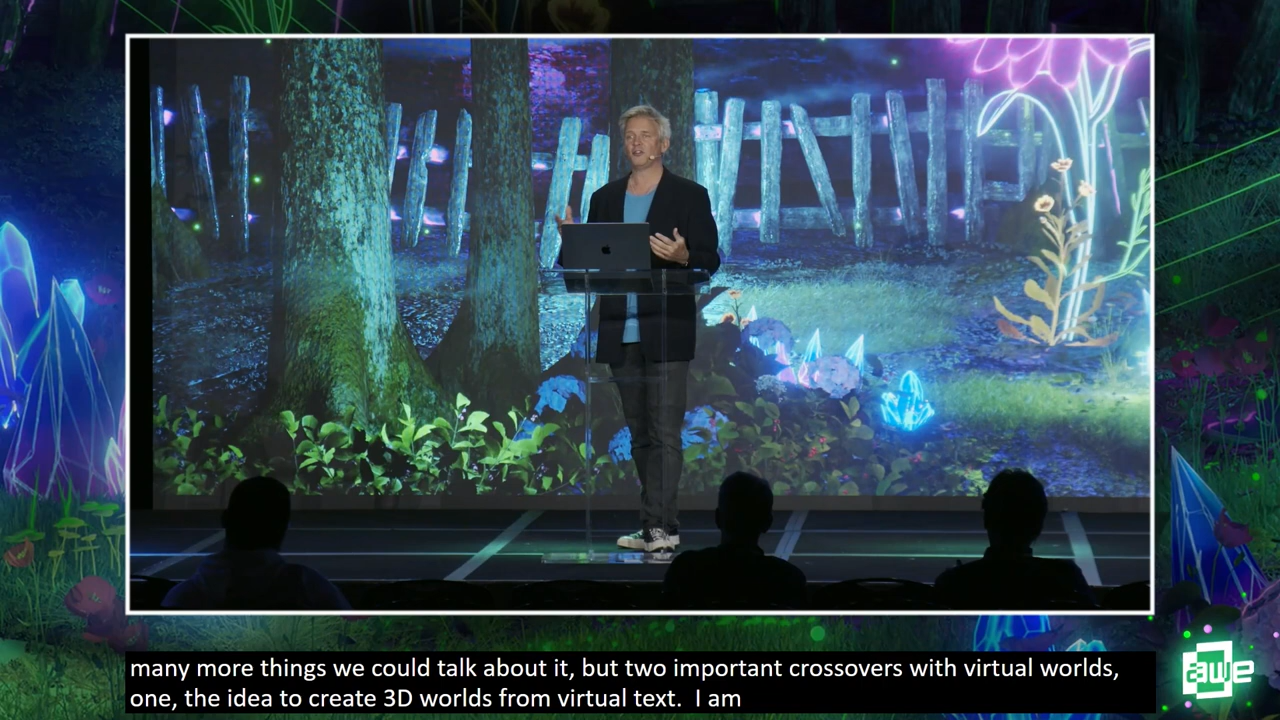 many more things we could talk about it, but two important crossovers with virtual worlds,
one, the idea to create 3D worlds from virtual text.  I am
awe